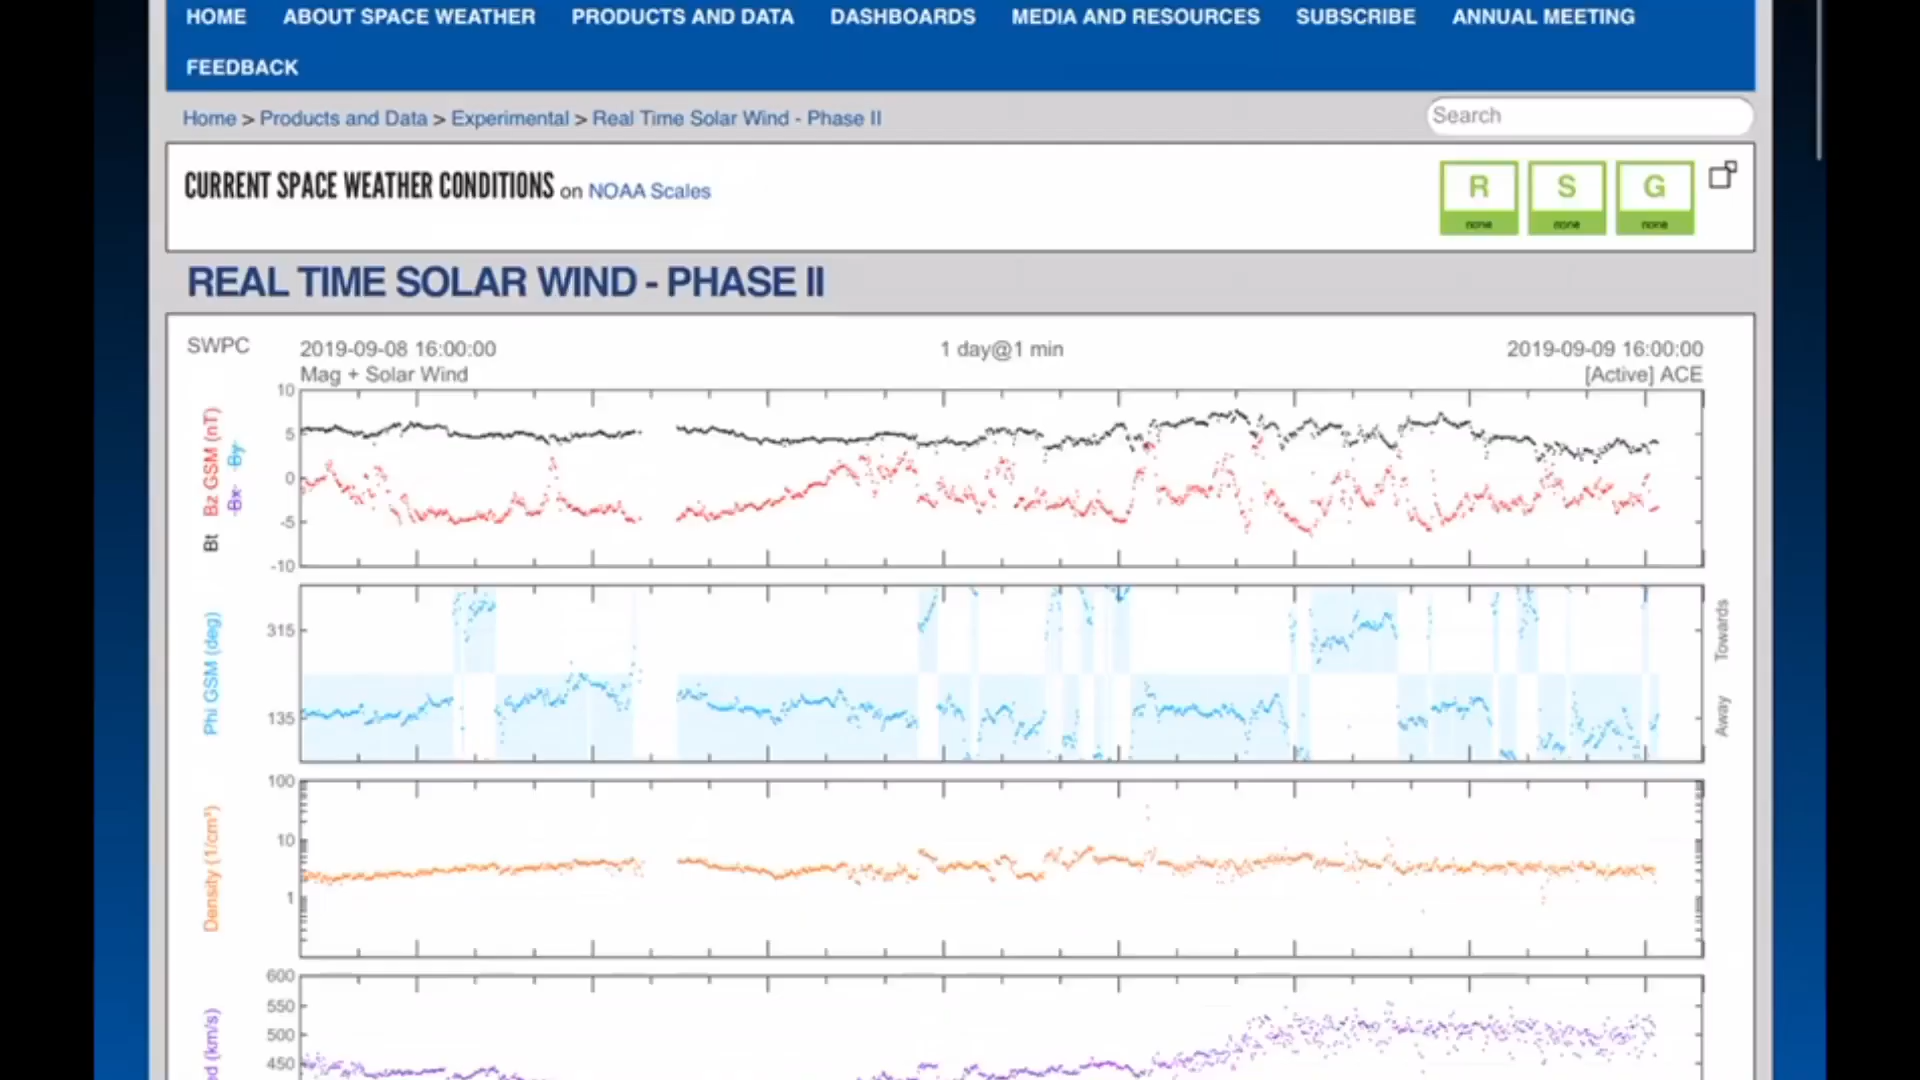 HOME ABOUT SPACE WEATHER PRODUCTS AND DATA DASHBOARDS MEDIA AND RESOURCES SUBSCRIBE ANNUAL MEETING
FEEDBACK
Home > Products and Data > Experimental > Real Time Solar Wind - Phase II
Search
CURRENT SPACE WEATHER CONDITIONS on NOAA Scales
R S G
none none none
REAL TIME SOLAR WIND - PHASE II
SWPC 2019-09-08 16:00:00 1 day@1 min 2019-09-09 16:00:00
Mag + Solar Wind [Active] ACE
Bt Bz GSM (nT)
Bx By
10
5
0
-5
-10
Phi GSM (deg)
315
135
Towards
Away
Density (1/cm³)
100
10
1
ed (km/s)
600
550
500
450